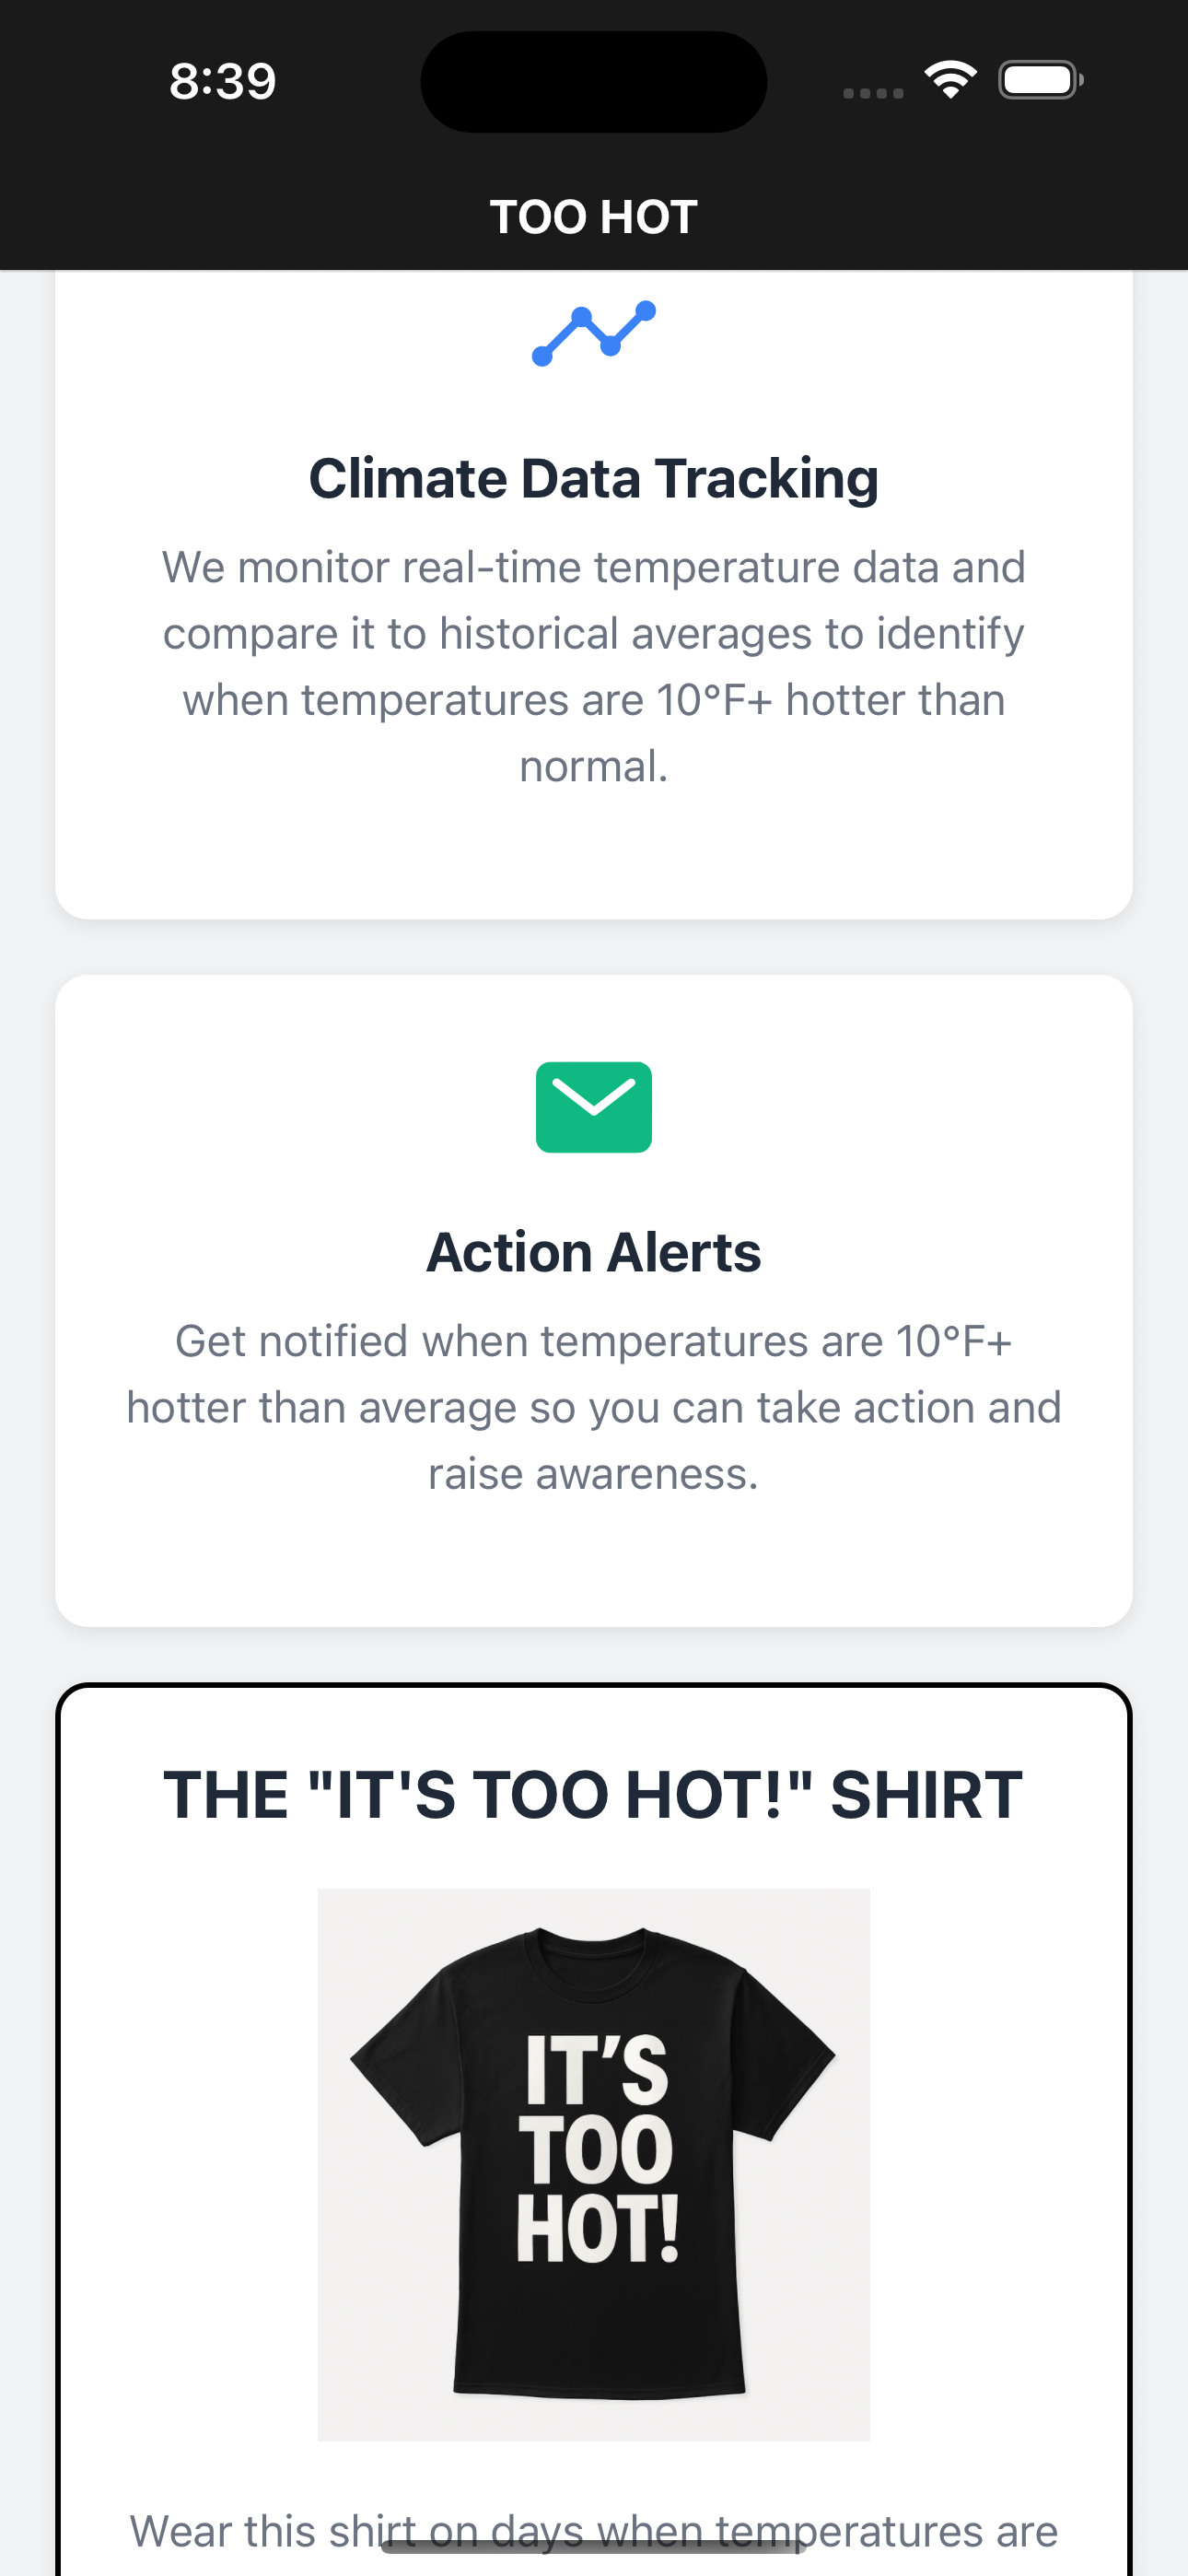 8:39
TOO HOT
Climate Data Tracking
We monitor real-time temperature data and
compare it to historical averages to identify
when temperatures are 10°F+ hotter than
normal.
Action Alerts
Get notified when temperatures are 10°F+
hotter than average so you can take action and
raise awareness.
THE "IT'S TOO HOT!" SHIRT
IT’S
TOO
HOT!
Wear this shirt on days when temperatures are